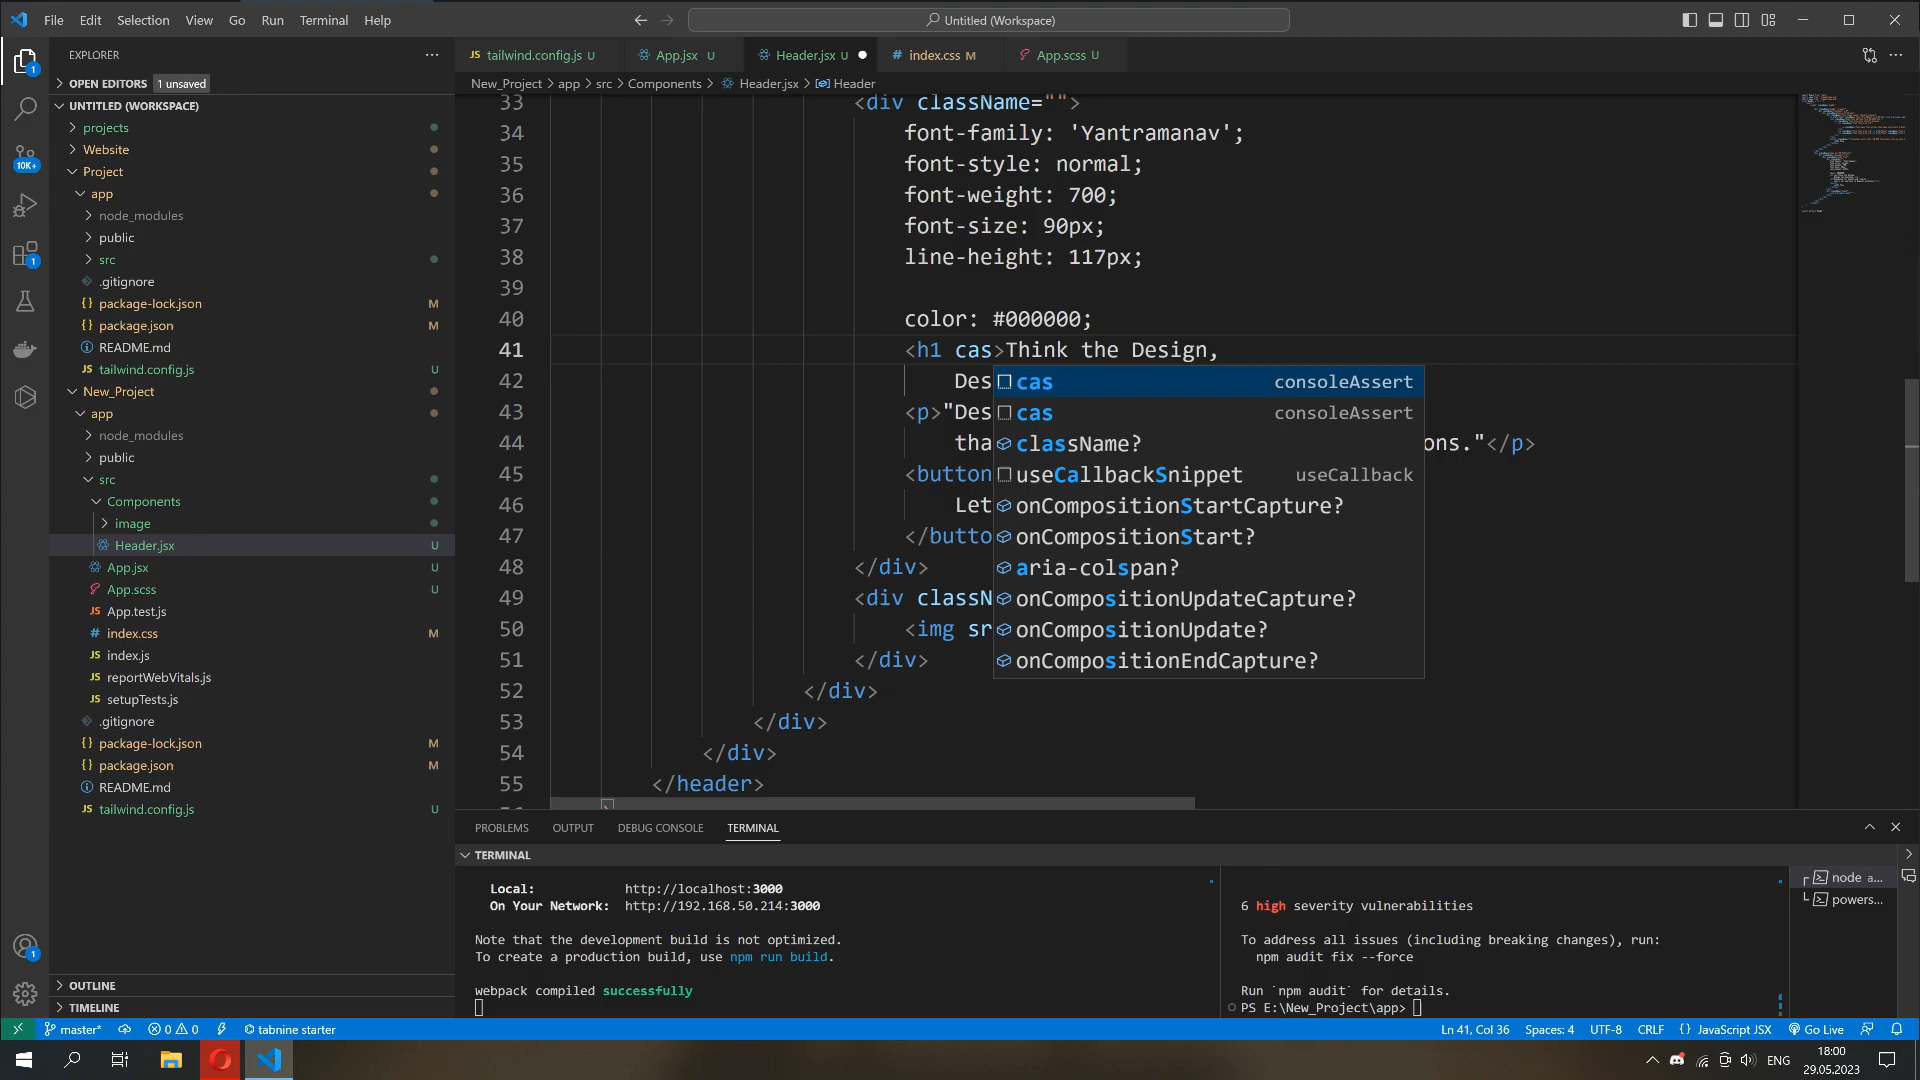 File Edit Selection View Go Run Terminal Help
Untitled (Workspace)
EXPLORER
OPEN EDITORS 1 unsaved
UNTITLED (WORKSPACE)
projects
Website
Project
app
node_modules
public
src
.gitignore
package-lock.json M
package.json M
README.md
JS tailwind.config.js U
New_Project
app
node_modules
public
src
Components
image
Header.jsx U
App.jsx U
App.scss U
JS App.test.js
# index.css M
JS index.js
JS reportWebVitals.js
JS setupTests.js
.gitignore
{} package-lock.json M
{} package.json M
README.md
JS tailwind.config.js U
OUTLINE
TIMELINE
1
10K+
1
1
JS tailwind.config.js U App.jsx U Header.jsx U # index.css M App.scss U
New_Project > app > src > Components > Header.jsx > Header
33 <div className="">
34 font-family: 'Yantramanav';
35 font-style: normal;
36 font-weight: 700;
37 font-size: 90px;
38 line-height: 117px;
39
40 color: #000000;
41 <h1 cas>Think the Design,
42 Des
43 <p>"Des
44 tha ons."</p>
45 <button
46 Let
47 </butto
48 </div>
49 <div classN
50 <img sr
51 </div>
52 </div>
53 </div>
54 </div>
55 </header>
cas consoleAssert
cas consoleAssert
className?
useCallbackSnippet useCallback
onCompositionStartCapture?
onCompositionStart?
aria-colspan?
onCompositionUpdateCapture?
onCompositionUpdate?
onCompositionEndCapture?
PROBLEMS OUTPUT DEBUG CONSOLE TERMINAL
TERMINAL
Local: http://localhost:3000
On Your Network: http://192.168.50.214:3000
Note that the development build is not optimized.
To create a production build, use npm run build.
webpack compiled successfully
6 high severity vulnerabilities
To address all issues (including breaking changes), run:
npm audit fix --force
Run `npm audit` for details.
PS E:\New_Project\app>
node a...
powers...
master* 0 0 tabnine starter
Ln 41, Col 36 Spaces: 4 UTF-8 CRLF {} JavaScript JSX Go Live
ENG
18:00
29.05.2023